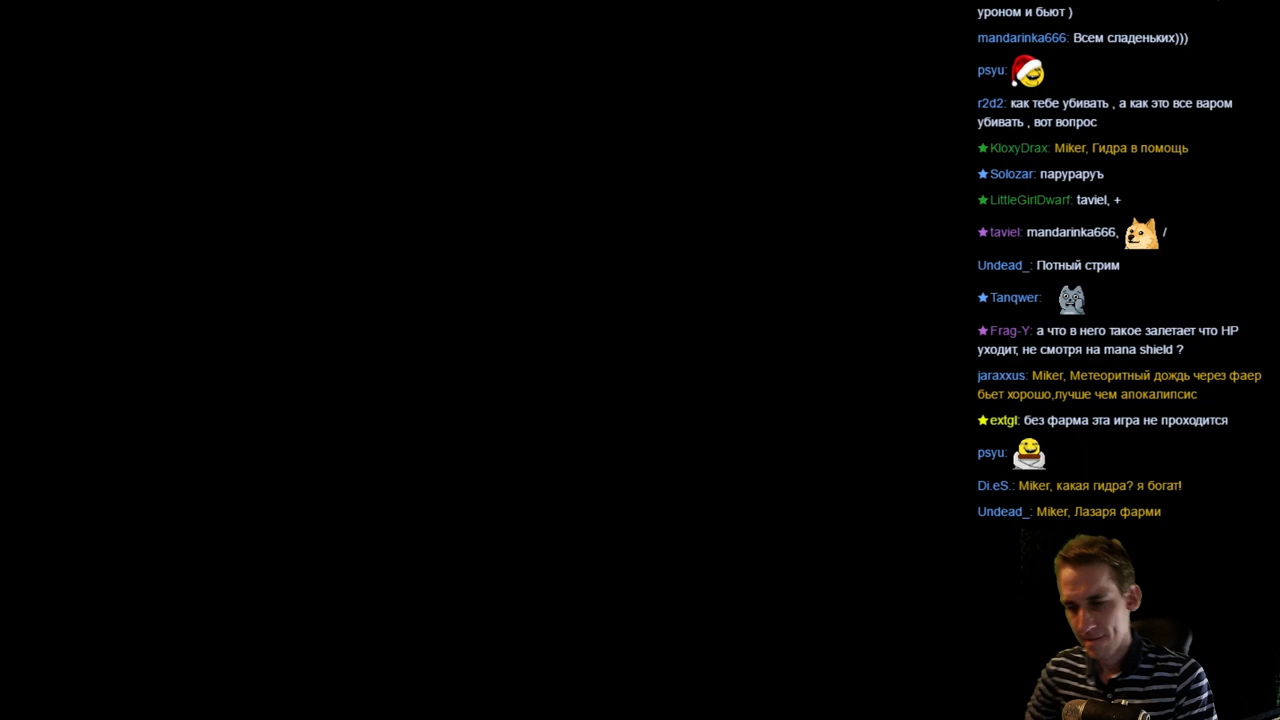 уроном и бьют )
mandarinka666: Всем сладеньких)))
psyu:
r2d2: как тебе убивать , а как это все варом
убивать , вот вопрос
KloxyDrax: Miker, Гидра в помощь
Solozar: парураруъ
LittleGirlDwarf: taviel, +
taviel: mandarinka666, /
Undead_: Потный стрим
Tanqwer:
Frag-Y: а что в него такое залетает что HP
уходит, не смотря на mana shield ?
jaraxxus: Miker, Метеоритный дождь через фаер
бьет хорошо,лучше чем апокалипсис
extgt: без фарма эта игра не проходится
psyu:
Di.eS.: Miker, какая гидра? я богат!
Undead_: Miker, Лазаря фарми